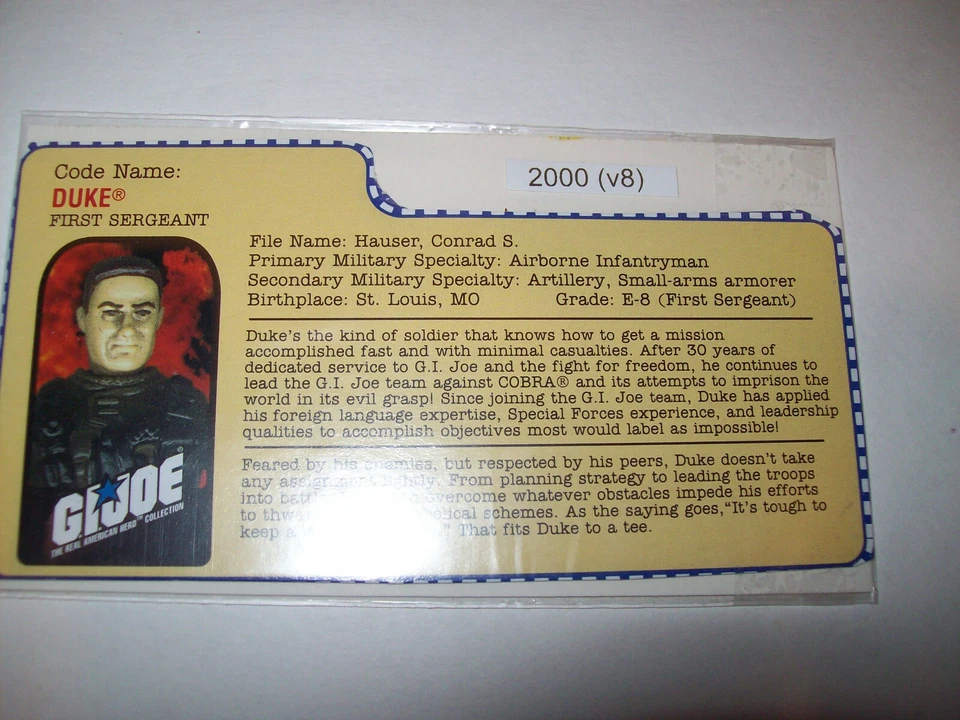 Code Name:
DUKE®
FIRST SERGEANT
2000 (v8)
File Name: Hauser, Conrad S.
Primary Military Specialty: Airborne Infantryman
Secondary Military Specialty: Artillery, Small-arms armorer
Birthplace: St. Louis, MO Grade: E-8 (First Sergeant)
Duke's the kind of soldier that knows how to get a mission
accomplished fast and with minimal casualties. After 30 years of
dedicated service to G.I. Joe and the fight for freedom, he continues to
lead the G.I. Joe team against COBRA® and its attempts to imprison the
world in its evil grasp! Since joining the G.I. Joe team, Duke has applied
his foreign language expertise, Special Forces experience, and leadership
qualities to accomplish objectives most would label as impossible!
Feared by his enemies, but respected by his peers, Duke doesn't take
any assignment lightly. From planning strategy to leading the troops
into overcome whatever obstacles impede his efforts
to schemes. As the saying goes,"It's tough to
keep a " That fits Duke to a tee.
G.I. JOE®
THE REAL AMERICAN HERO™ COLLECTION